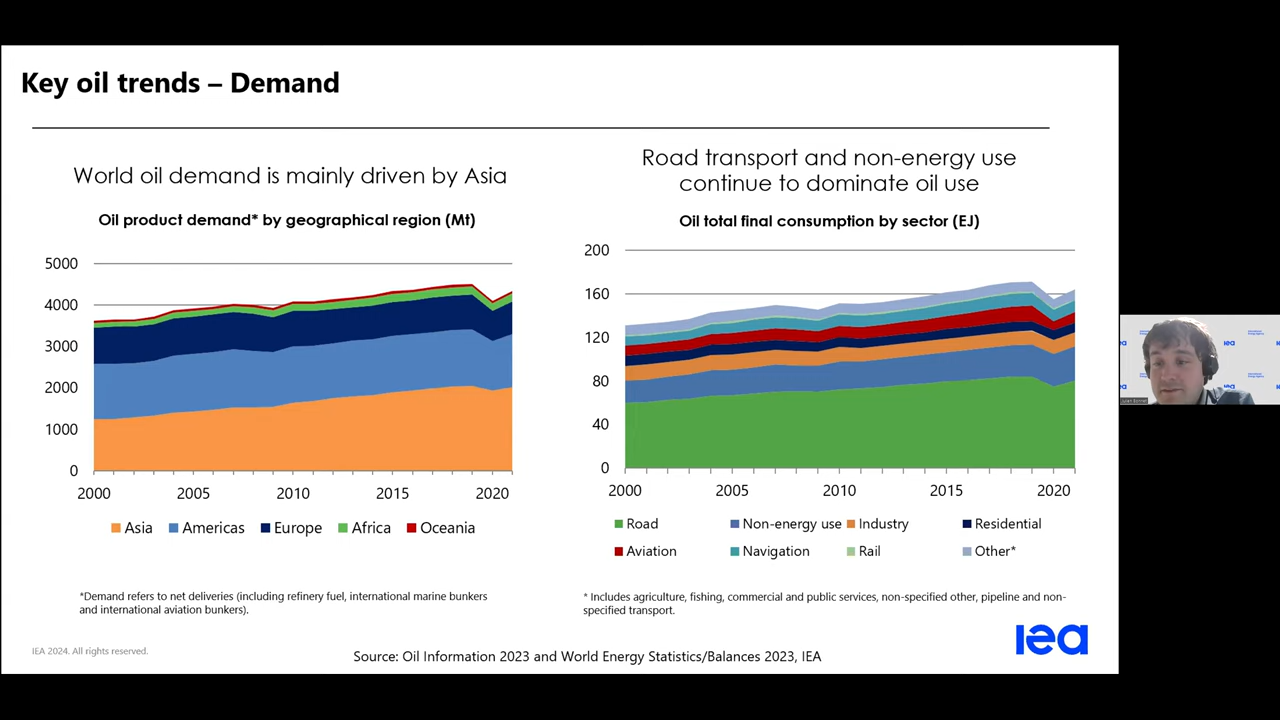 Key oil trends – Demand
World oil demand is mainly driven by Asia
Oil product demand* by geographical region (Mt)
5000
4000
3000
2000
1000
0
2000 2005 2010 2015 2020
Asia Americas Europe Africa Oceania
*Demand refers to net deliveries (including refinery fuel, international marine bunkers
and international aviation bunkers).
Road transport and non-energy use
continue to dominate oil use
Oil total final consumption by sector (EJ)
200
160
120
80
40
0
2000 2005 2010 2015 2020
Road Non-energy use Industry Residential
Aviation Navigation Rail Other*
* Includes agriculture, fishing, commercial and public services, non-specified other, pipeline and non-
specified transport.
IEA 2024. All rights reserved.
Source: Oil Information 2023 and World Energy Statistics/Balances 2023, IEA
iea
iea